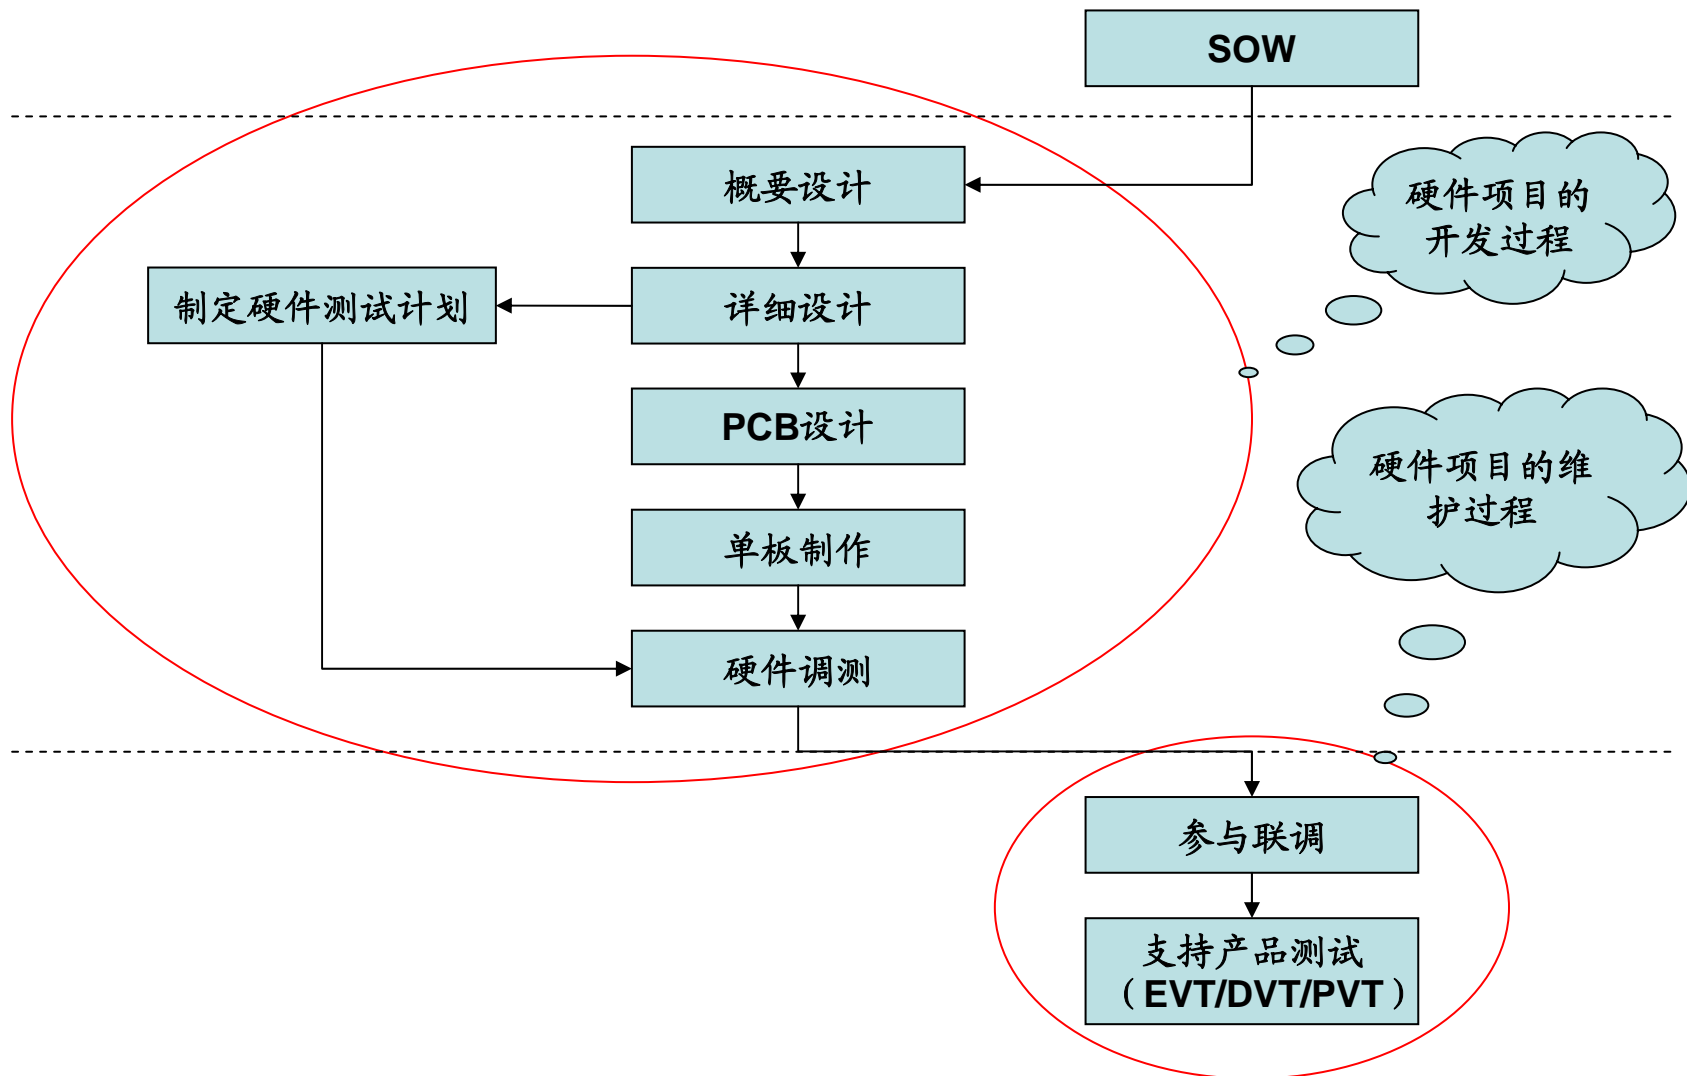 SOW
概要设计
硬件项目的
开发过程
制定硬件测试计划
详细设计
PCB设计
硬件项目的维
护过程
单板制作
硬件调测
参与联调
支持产品测试
（EVT/DVT/PVT）